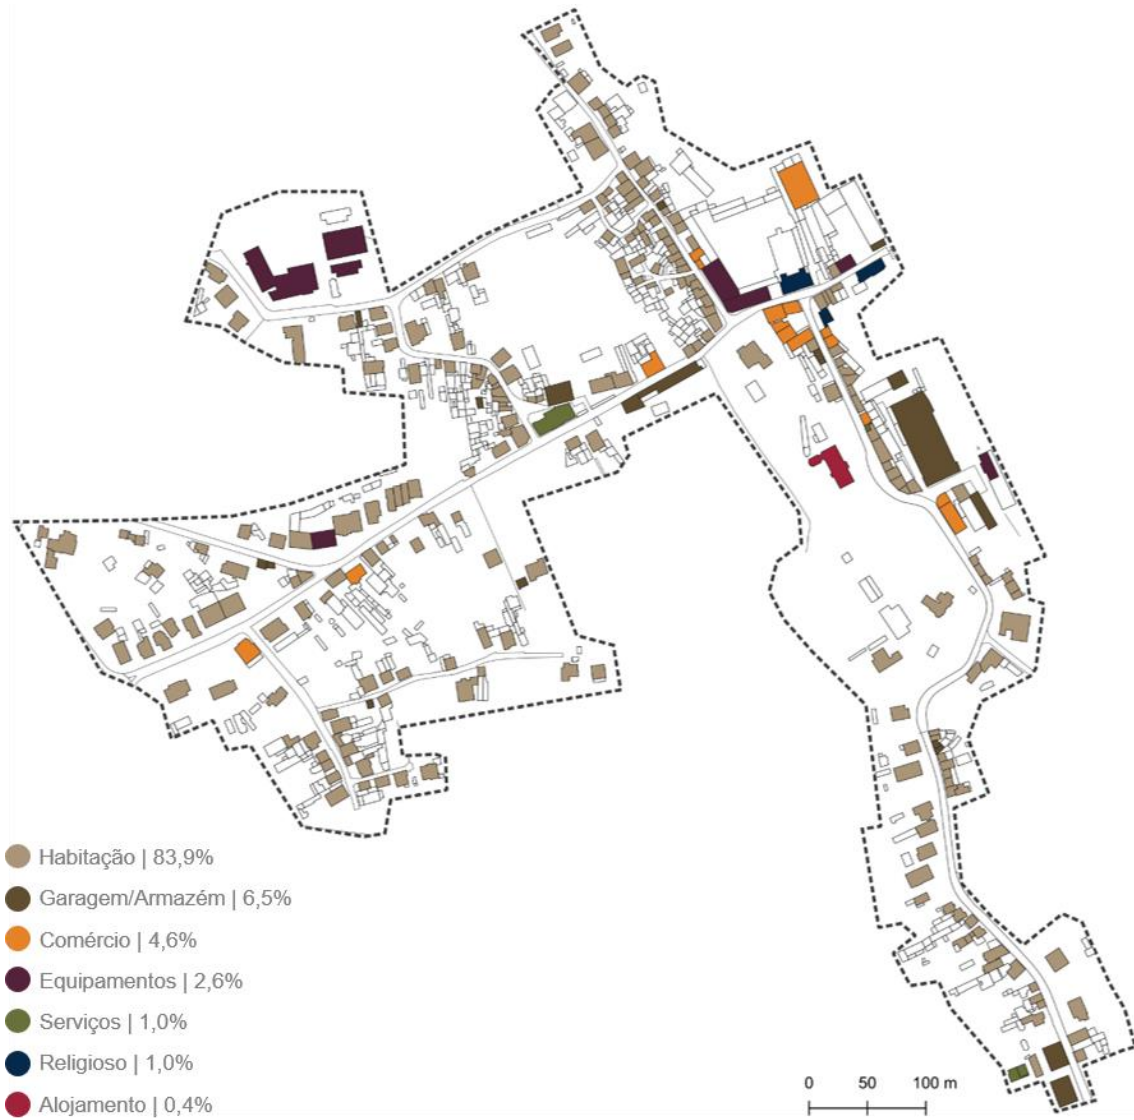 Habitação | 83,9%
Garagem/Armazém | 6,5%
Comércio | 4,6%
Equipamentos | 2,6%
Serviços | 1,0%
Religioso | 1,0%
Alojamento | 0,4%
0 50 100 m